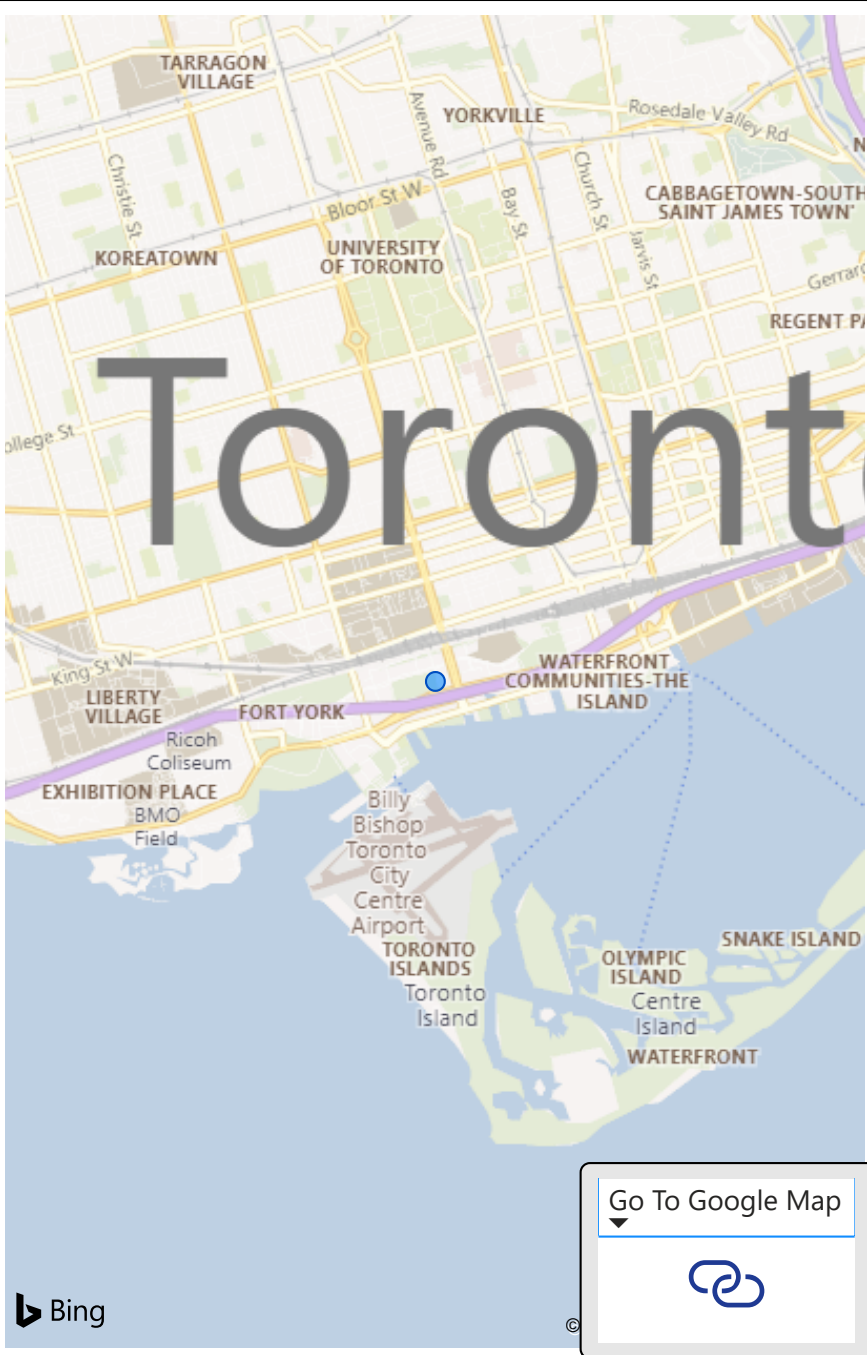 TARRAGON
VILLAGE
Avenue Rd
YORKVILLE
Rosedale Valley Rd
N
Christie St
Church St
CABBAGETOWN-SOUTH
SAINT JAMES TOWN
Bloor St W
Bay St
Jarvis St
KOREATOWN
UNIVERSITY
OF TORONTO
Gerrard
REGENT PA
Toronto
ollege St
King St W
LIBERTY
VILLAGE
FORT YORK
WATERFRONT
COMMUNITIES-THE
ISLAND
Ricoh
Coliseum
EXHIBITION PLACE
BMO
Field
Billy
Bishop
Toronto
City
Centre
Airport
TORONTO
ISLANDS
Toronto
Island
OLYMPIC
ISLAND
Centre
Island
SNAKE ISLAND
WATERFRONT
Go To Google Map
Bing
©